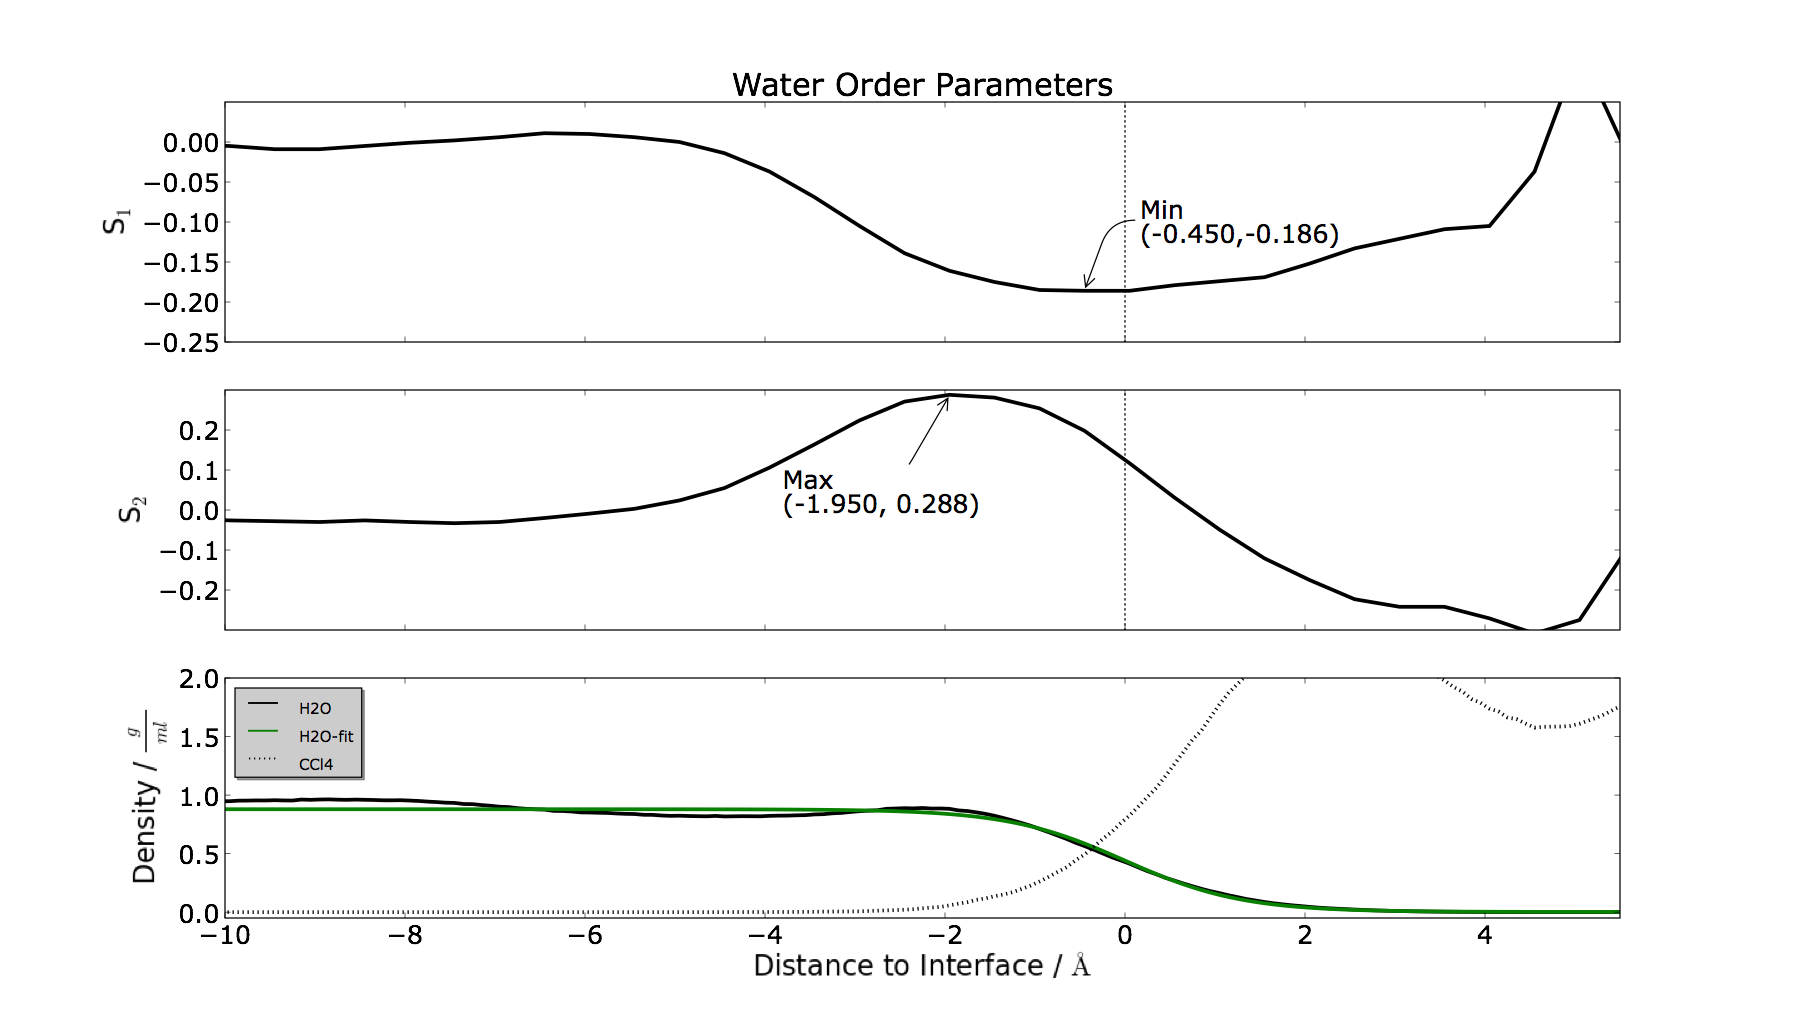 Water Order Parameters
0.00
−0.05
−0.10
−0.15
−0.20
−0.25
S₁
Min
(-0.450,-0.186)
0.2
0.1
0.0
−0.1
−0.2
S₂
Max
(-1.950, 0.288)
2.0
1.5
1.0
0.5
0.0
Density / g/ml
H2O
H2O-fit
CCl4
−10 −8 −6 −4 −2 0 2 4
Distance to Interface / Å